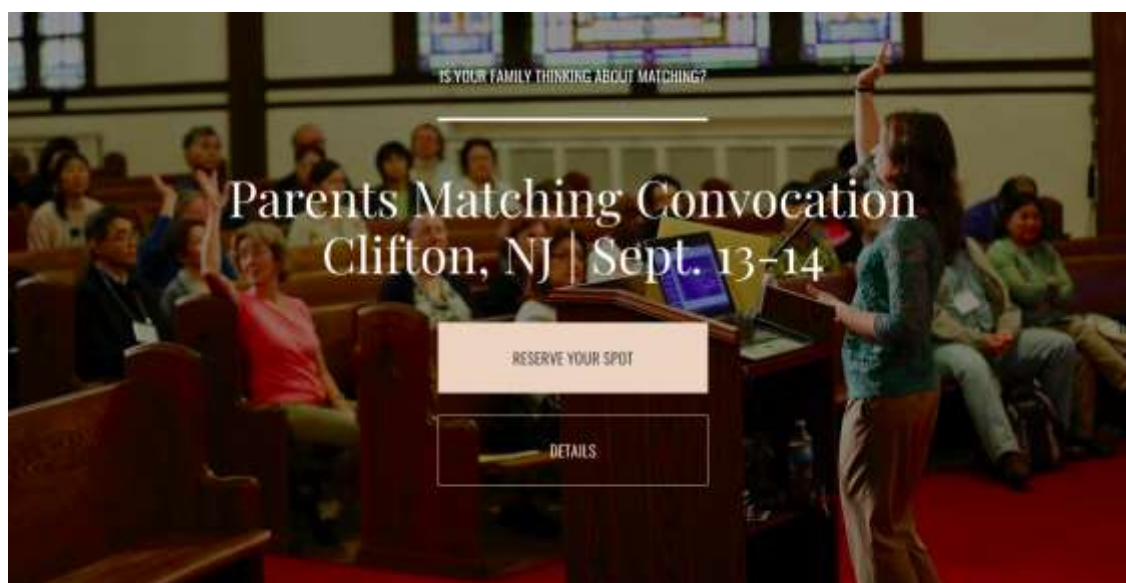 IS YOUR FAMILY THINKING ABOUT MATCHING?
Parents Matching Convocation
Clifton, NJ | Sept. 13-14
RESERVE YOUR SPOT
DETAILS